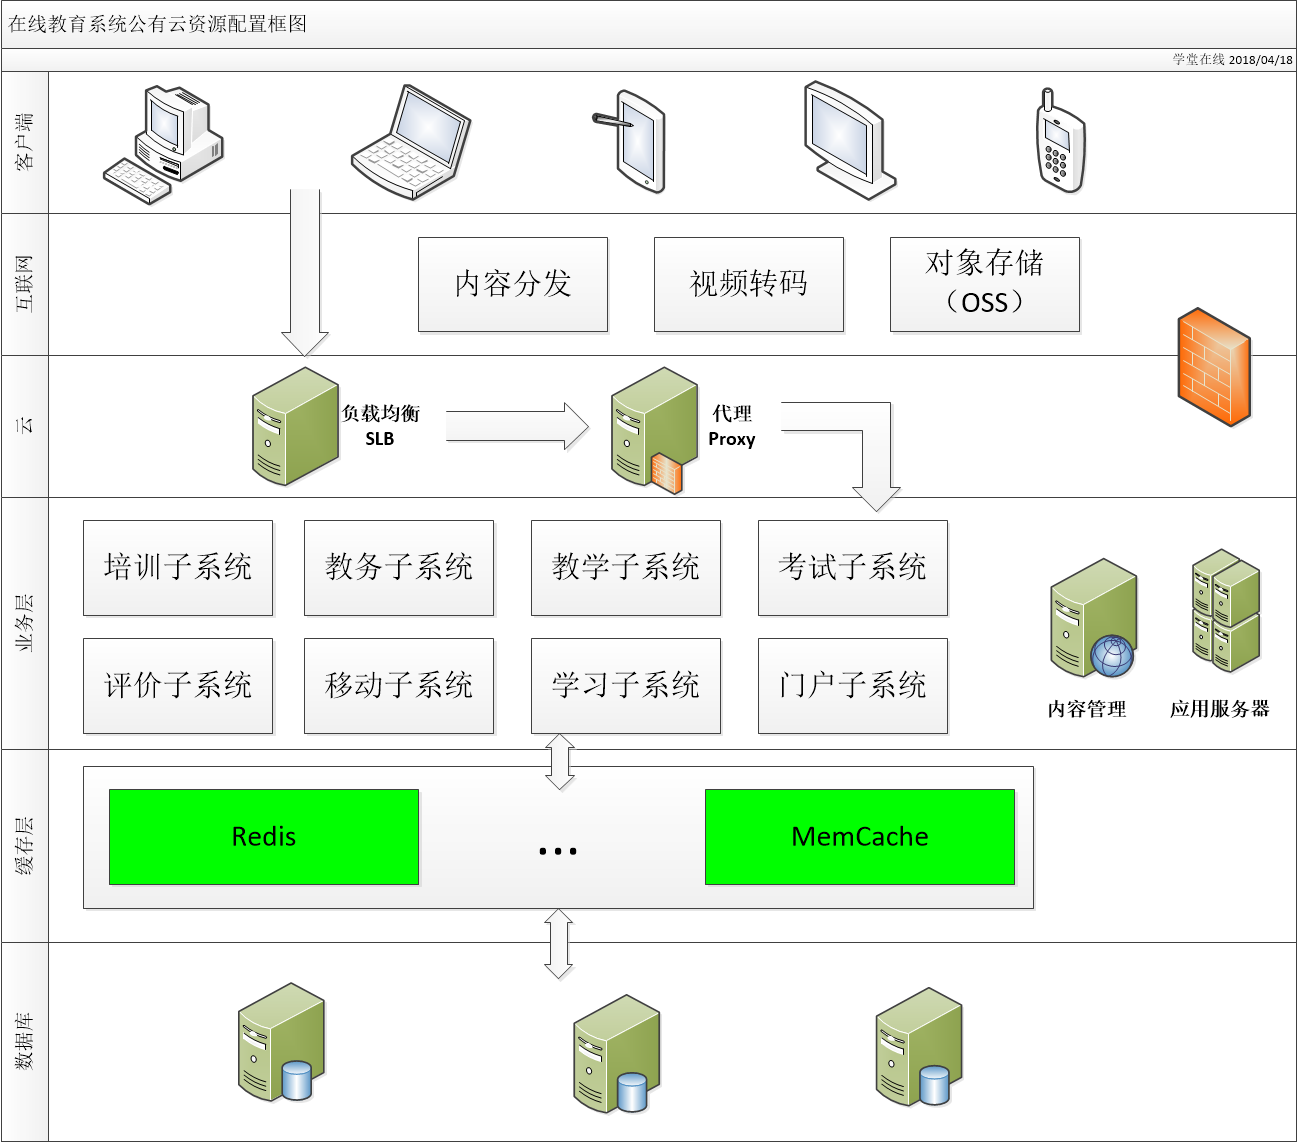 在线教育系统公有云资源配置框图
学堂在线 2018/04/18
客户端
互联网
内容分发
视频转码
对象存储
（OSS）
云
负载均衡
SLB
代理
Proxy
业务层
培训子系统
教务子系统
教学子系统
考试子系统
评价子系统
移动子系统
学习子系统
门户子系统
内容管理
应用服务器
缓存层
Redis
...
MemCache
数据库